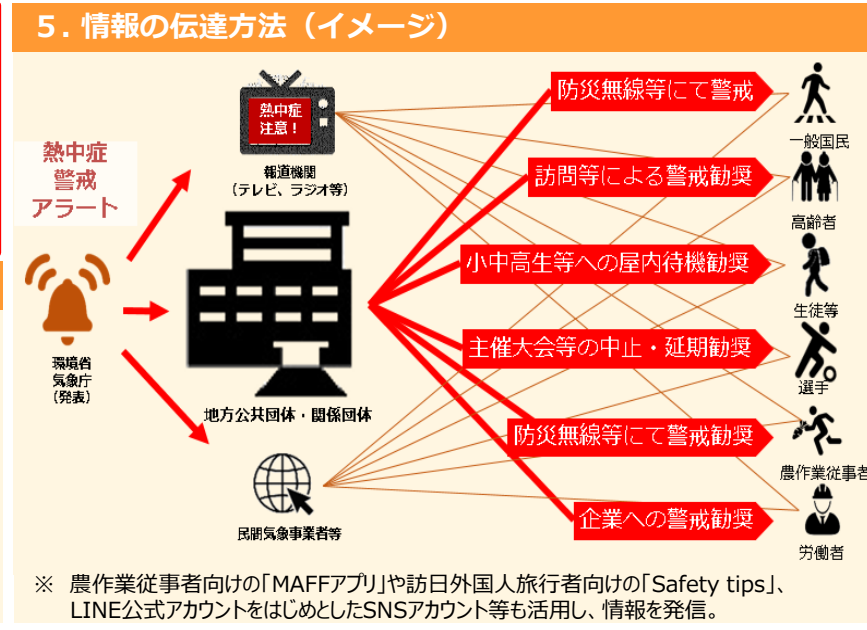 ５．情報の伝達方法（イメージ）
熱中症
警戒
アラート
環境省
気象庁
（発表）
熱中症
注意！
報道機関
（テレビ、ラジオ等）
地方公共団体・関係団体
民間気象事業者等
防災無線等にて警戒
訪問等による警戒勧奨
小中高生等への屋内待機勧奨
主催大会等の中止・延期勧奨
防災無線等にて警戒勧奨
企業への警戒勧奨
一般国民
高齢者
生徒等
選手
農作業従事者
労働者
※　農作業従事者向けの「MAFFアプリ」や訪日外国人旅行者向けの「Safety tips」、
LINE公式アカウントをはじめとしたSNSアカウント等も活用し、情報を発信。